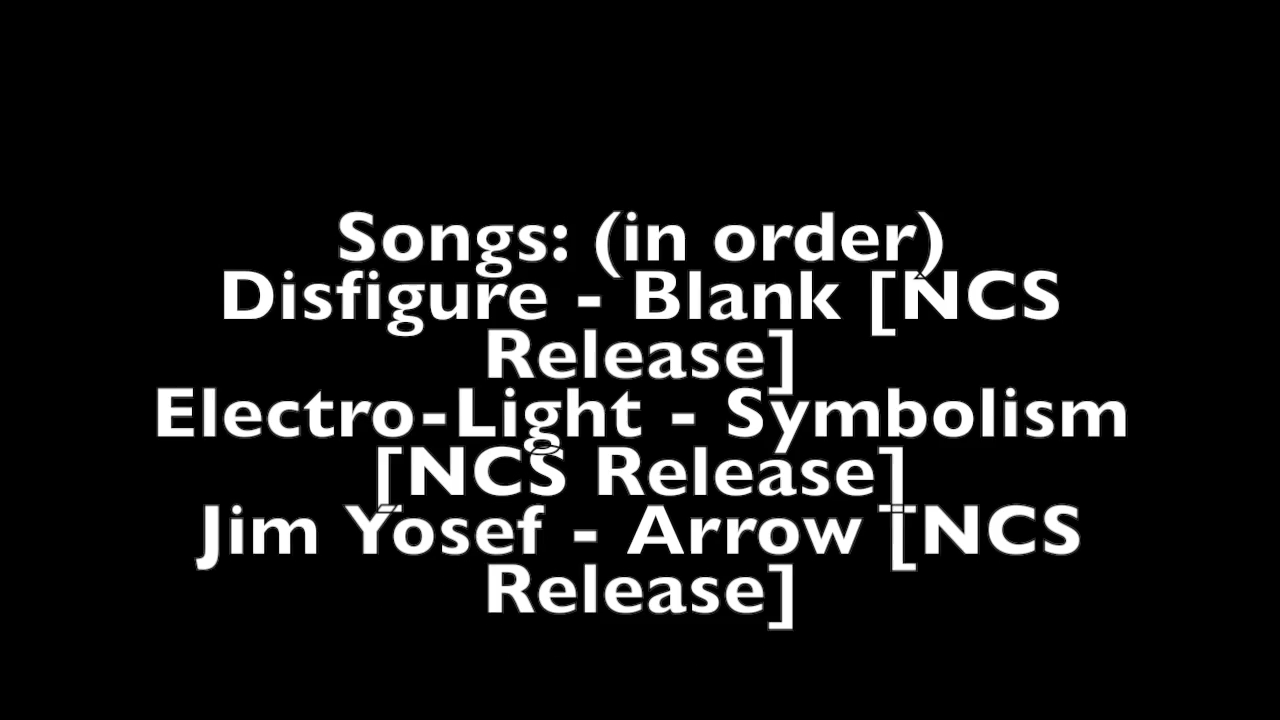 Songs: (in order)
Disfigure - Blank [NCS
Release]
Electro-Light - Symbolism
[NCS Release]
Jim Yosef - Arrow [NCS
Release]